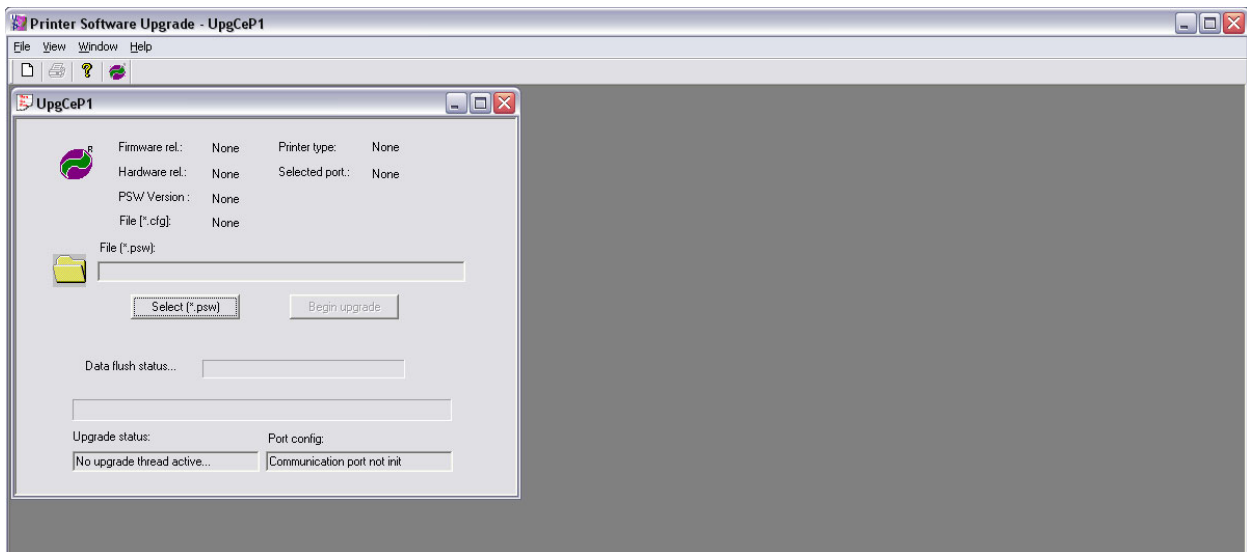 Printer Software Upgrade - UpgCeP1
File View Window Help
UpgCeP1
R
Firmware rel.: None Printer type: None
Hardware rel.: None Selected port.: None
PSW Version : None
File [*.cfg]: None
File (*.psw):
Select (*.psw) Begin upgrade
Data flush status...
Upgrade status: Port config:
No upgrade thread active... Communication port not init